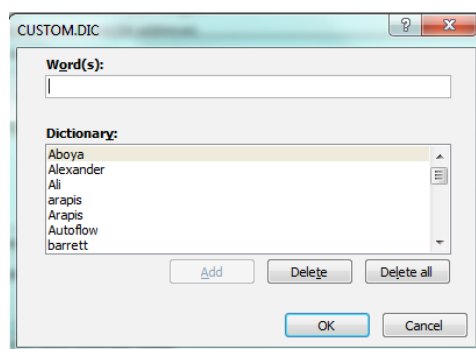 CUSTOM.DIC
Word(s):
Dictionary:
Aboya
Alexander
Ali
arapis
Arapis
Autoflow
barrett
Add Delete Delete all
OK Cancel